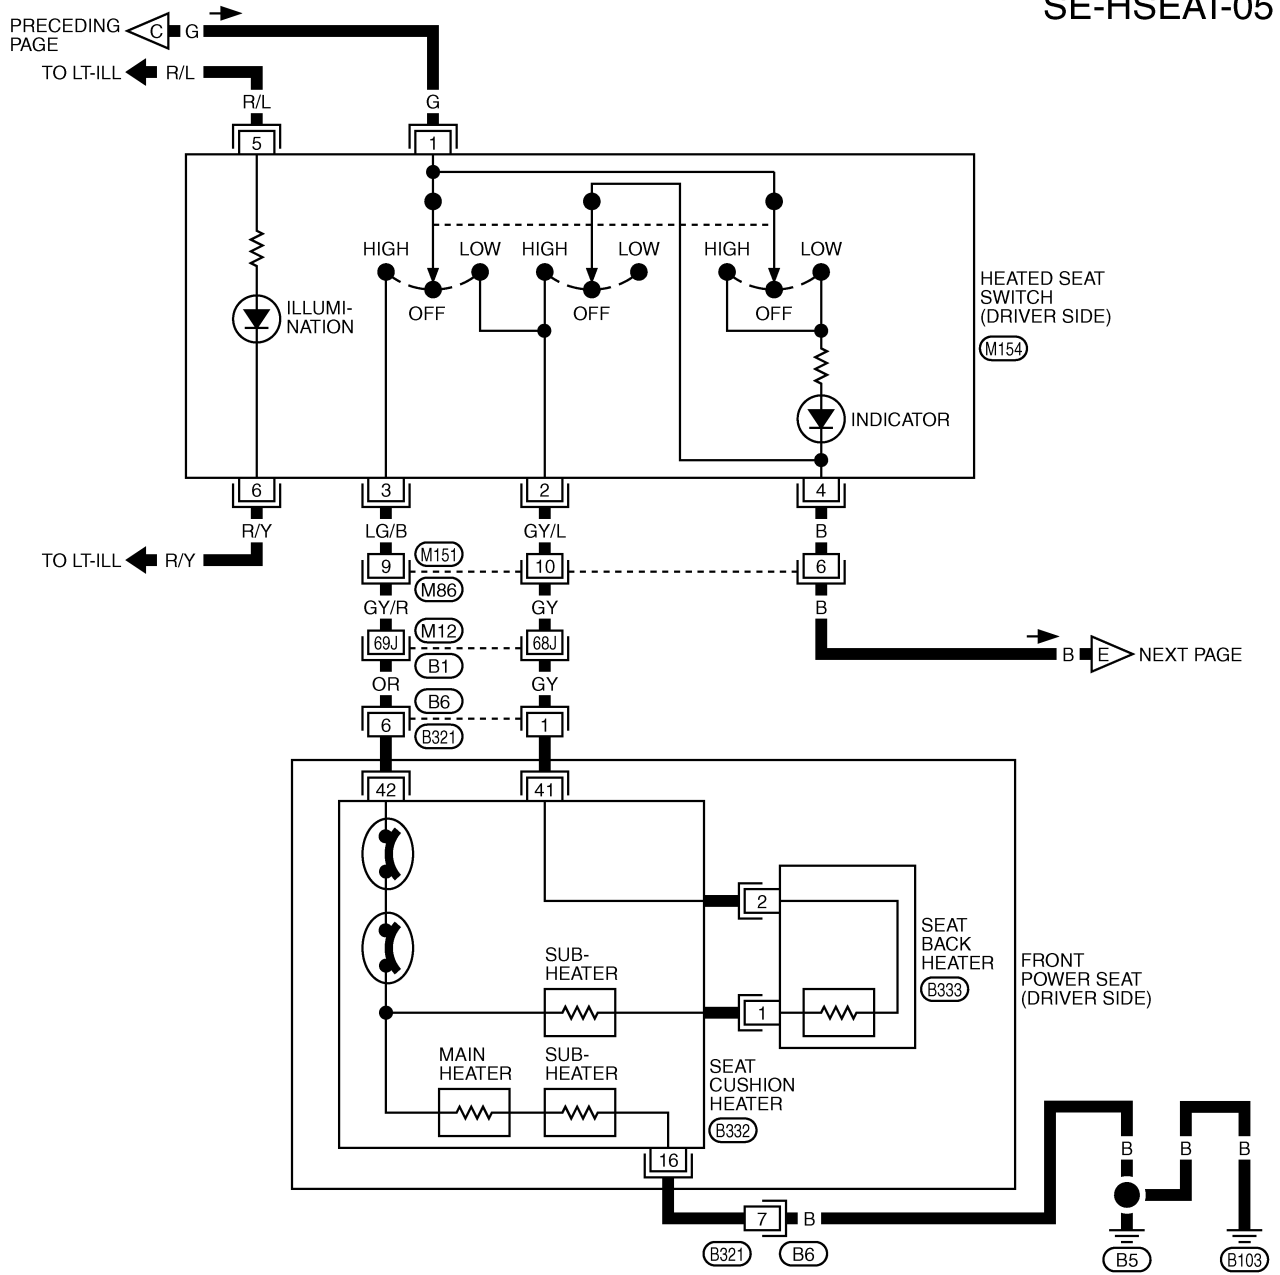 SE-HSEAT-05
PRECEDING
PAGE
C
G
TO LT-ILL
R/L
R/L
G
5
1
HIGH
LOW
HIGH
LOW
HIGH
LOW
OFF
OFF
OFF
ILLUMI-
NATION
HEATED SEAT
SWITCH
(DRIVER SIDE)
M154
INDICATOR
6
3
2
4
R/Y
LG/B
GY/L
B
TO LT-ILL
R/Y
M151
9
10
6
M86
GY/R
GY
B
M12
69J
68J
B1
B
E
NEXT PAGE
OR
GY
B6
6
1
B321
42
41
2
SEAT
BACK
HEATER
B333
SUB-
HEATER
FRONT
POWER SEAT
(DRIVER SIDE)
1
MAIN
HEATER
SUB-
HEATER
SEAT
CUSHION
HEATER
B332
16
B
B
B
7
B
B321
B6
B5
B103